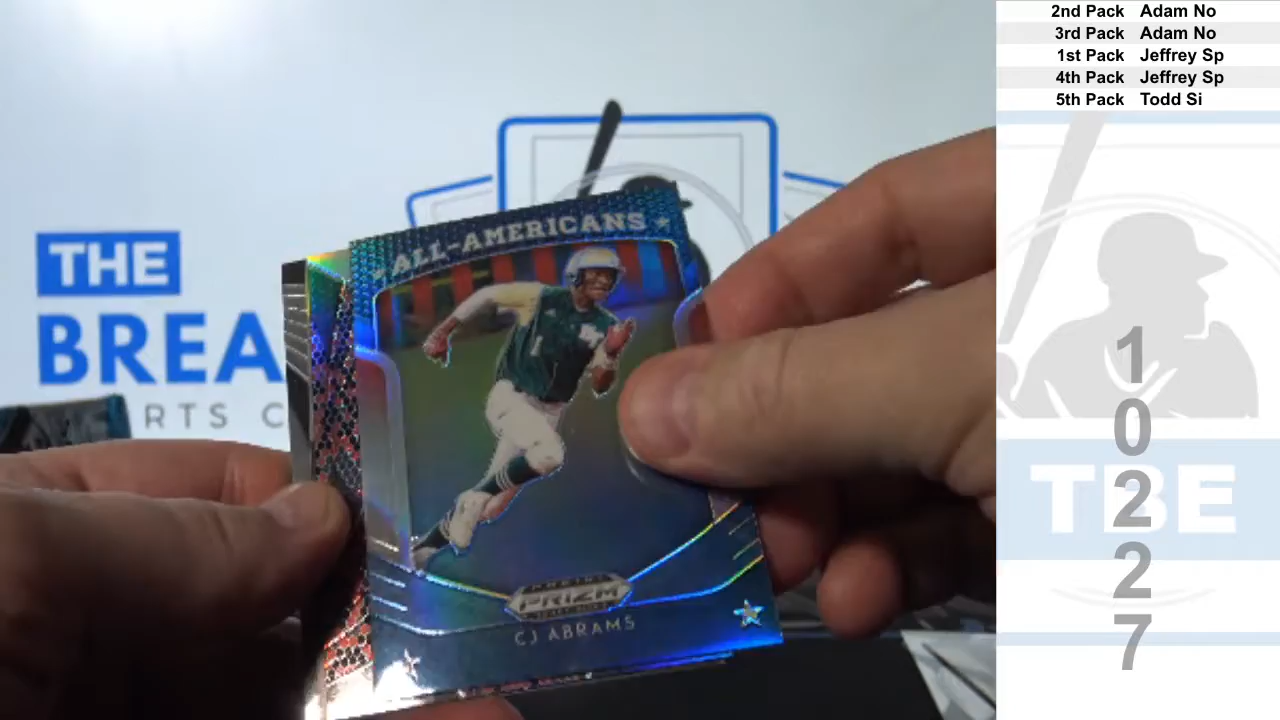 2nd Pack Adam No
3rd Pack Adam No
1st Pack Jeffrey Sp
4th Pack Jeffrey Sp
5th Pack Todd Si
ALL-AMERICANS
THE
BREA
RTS C
1
PRIZM
CJ ABRAMS
TBE
1
0
2
2
7